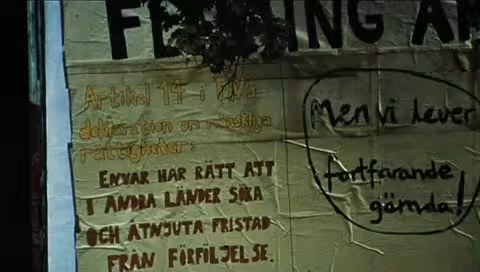 Artikel 14 i FN:s
deklaration om mänskliga
rättigheter:
ENVAR HAR RÄTT ATT
I ANDRA LÄNDER SÖKA
OCH ÅTNJUTA FRISTAD
FRÅN FÖRFÖLJELSE.
Men vi lever
fortfarande
gömda!